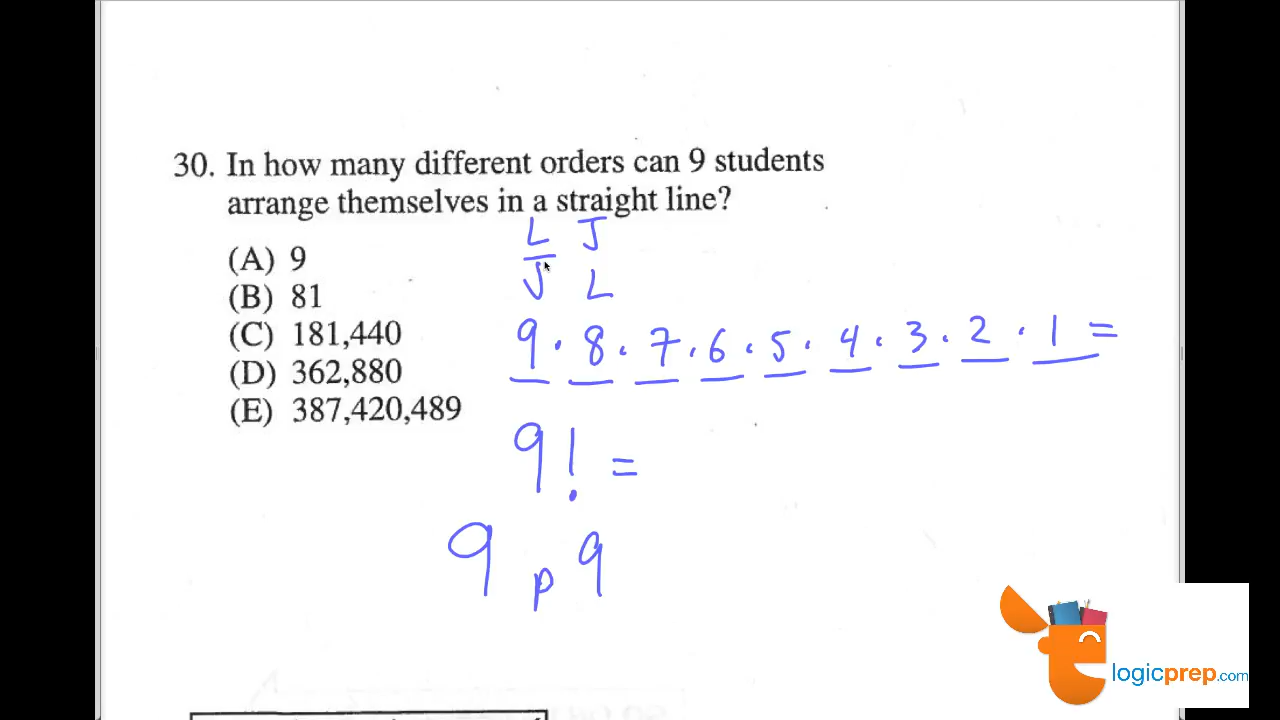 30. In how many different orders can 9 students
arrange themselves in a straight line?
(A) 9
(B) 81
(C) 181,440
(D) 362,880
(E) 387,420,489
L J
J L
9 · 8 · 7 · 6 · 5 · 4 · 3 · 2 · 1 =
9! =
9 p 9
logicprep.com